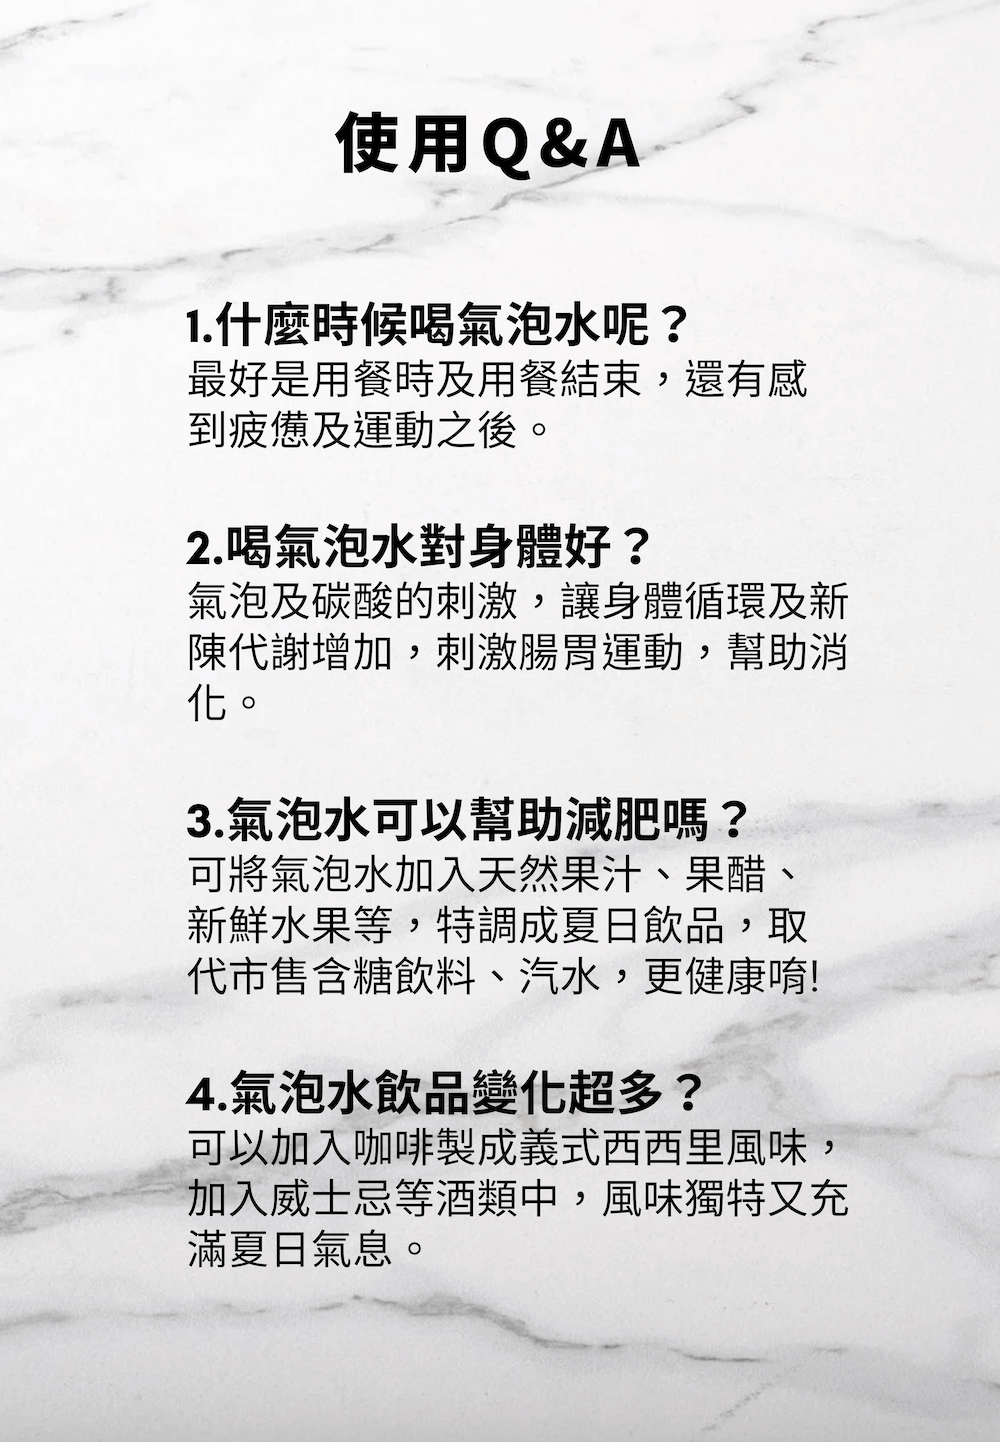 使用Q&A
1.什麼時候喝氣泡水呢？
最好是用餐時及用餐結束，還有感
到疲憊及運動之後。
2.喝氣泡水對身體好？
氣泡及碳酸的刺激，讓身體循環及新
陳代謝增加，刺激腸胃運動，幫助消
化。
3.氣泡水可以幫助減肥嗎？
可將氣泡水加入天然果汁、果醋、
新鮮水果等，特調成夏日飲品，取
代市售含糖飲料、汽水，更健康唷!
4.氣泡水飲品變化超多？
可以加入咖啡製成義式西西里風味，
加入威士忌等酒類中，風味獨特又充
滿夏日氣息。